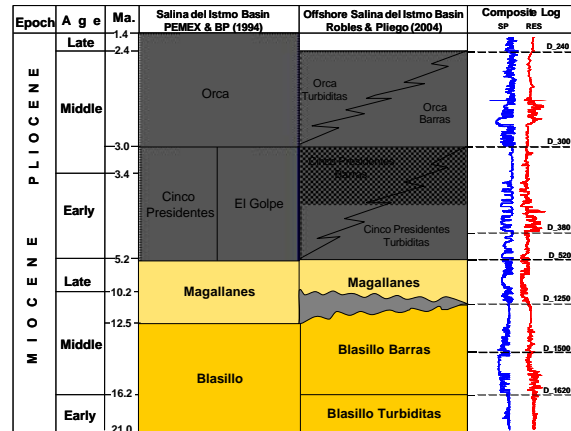 Epoch
Age
Ma.
Salina del Istmo Basin
PEMEX & BP (1994)
Offshore Salina del Istmo Basin
Robles & Pliego (2004)
Composite Log
SP RES
PLIOCENE
MIOCENE
Late
Middle
Early
Late
Middle
Early
1.4
2.4
3.0
3.4
5.2
10.2
12.5
16.2
21.0
Orca
Cinco
Presidentes
El Golpe
Magallanes
Blasillo
Orca
Turbiditas
Orca
Barras
Cinco Presidentes
Barras
Cinco Presidentes
Turbiditas
Magallanes
Blasillo Barras
Blasillo Turbiditas
D_240
D_300
D_380
D_520
D_1250
D_1500
D_1620